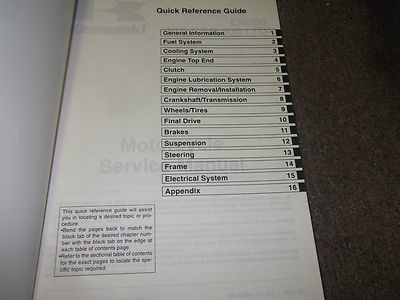 Quick Reference Guide
General Information 1
Fuel System 2
Cooling System 3
Engine Top End 4
Clutch 5
Engine Lubrication System 6
Engine Removal/Installation 7
Crankshaft/Transmission 8
Wheels/Tires 9
Final Drive 10
Brakes 11
Suspension 12
Steering 13
Frame 14
Electrical System 15
Appendix 16
This quick reference guide will assist
you in locating a desired topic or pro-
cedure.
•Bend the pages back to match the
black tab of the desired chapter num-
ber with the black tab on the edge at
each table of contents page.
•Refer to the sectional table of contents
for the exact pages to locate the spe-
cific topic required.
Kawasaki
Motorcycle
Service Manual